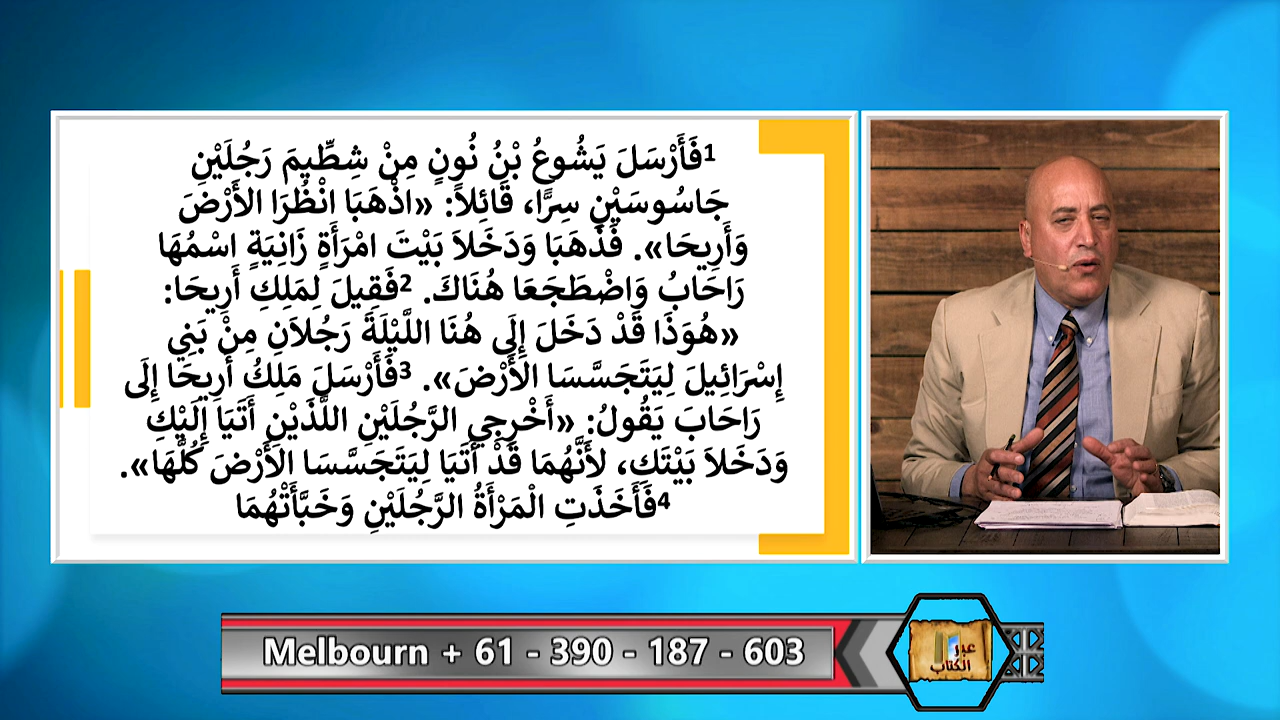 ¹فَأَرْسَلَ يَشُوعُ بْنُ نُونٍ مِنْ شِطِّيمَ رَجُلَيْنِ
جَاسُوسَيْنِ سِرًّا، قَائِلاً: «اذْهَبَا انْظُرَا الأَرْضَ
وَأَرِيحَا». فَذَهَبَا وَدَخَلاَ بَيْتَ امْرَأَةٍ زَانِيَةٍ اسْمُهَا
رَاحَابُ وَاضْطَجَعَا هُنَاكَ. ²فَقِيلَ لِمَلِكِ أَرِيحَا:
«هُوَذَا قَدْ دَخَلَ إِلَى هُنَا اللَّيْلَةَ رَجُلاَنِ مِنْ بَنِي
إِسْرَائِيلَ لِيَتَجَسَّسَا الأَرْضَ». ³فَأَرْسَلَ مَلِكُ أَرِيحَا إِلَى
رَاحَابَ يَقُولُ: «أَخْرِجِي الرَّجُلَيْنِ اللَّذَيْنِ أَتَيَا إِلَيْكِ
وَدَخَلاَ بَيْتَكِ، لأَنَّهُمَا قَدْ أَتَيَا لِيَتَجَسَّسَا الأَرْضَ كُلَّهَا».
⁴فَأَخَذَتِ الْمَرْأَةُ الرَّجُلَيْنِ وَخَبَّأَتْهُمَا
Melbourn + 61 - 390 - 187 - 603
عبر
الكتاب